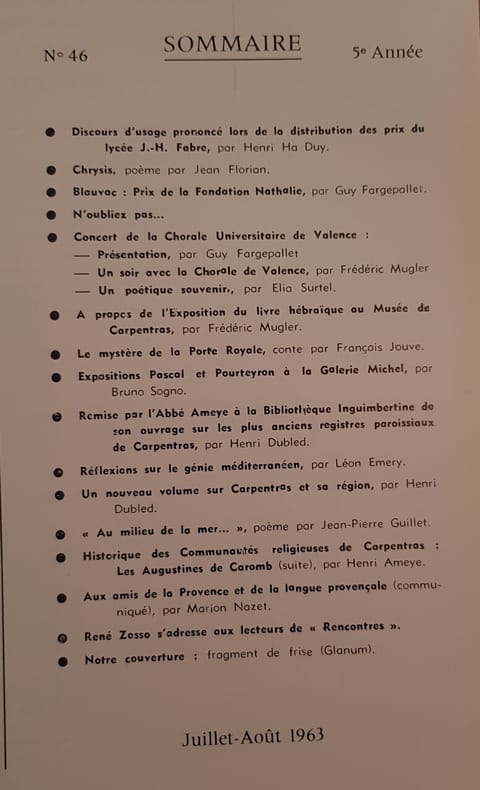 N° 46
SOMMAIRE
5e Année
● Discours d'usage prononcé lors de la distribution des prix du
lycée J.-H. Fabre, par Henri Ha Duy.
● Chrysis, poème par Jean Florian.
● Blauvac : Prix de la Fondation Nathalie, par Guy Fargepallet.
● N'oubliez pas...
● Concert de la Chorale Universitaire de Valence :
— Présentation, par Guy Fargepallet
— Un soir avec la Chorale de Valence, par Frédéric Mugler
— Un poétique souvenir., par Elia Surtel.
● A propos de l'Exposition du livre hébraïque au Musée de
Carpentras, par Frédéric Mugler.
● Le mystère de la Porte Royale, conte par François Jouve.
● Expositions Pascal et Pourteyron à la Galerie Michel, par
Bruno Sogno.
● Remise par l'Abbé Ameye à la Bibliothèque Inguimbertine de
son ouvrage sur les plus anciens registres paroissiaux
de Carpentras, par Henri Dubled.
● Réflexions sur le génie méditerranéen, par Léon Emery.
● Un nouveau volume sur Carpentras et sa région, par Henri
Dubled.
● « Au milieu de la mer... », poème par Jean-Pierre Guillet.
● Historique des Communautés religieuses de Carpentras :
Les Augustines de Caromb (suite), par Henri Ameye.
● Aux amis de la Provence et de la langue provençale (commu-
niqué), par Marion Nazet.
● René Zosso s'adresse aux lecteurs de « Rencontres ».
● Notre couverture : fragment de frise (Glanum).
Juillet-Août 1963